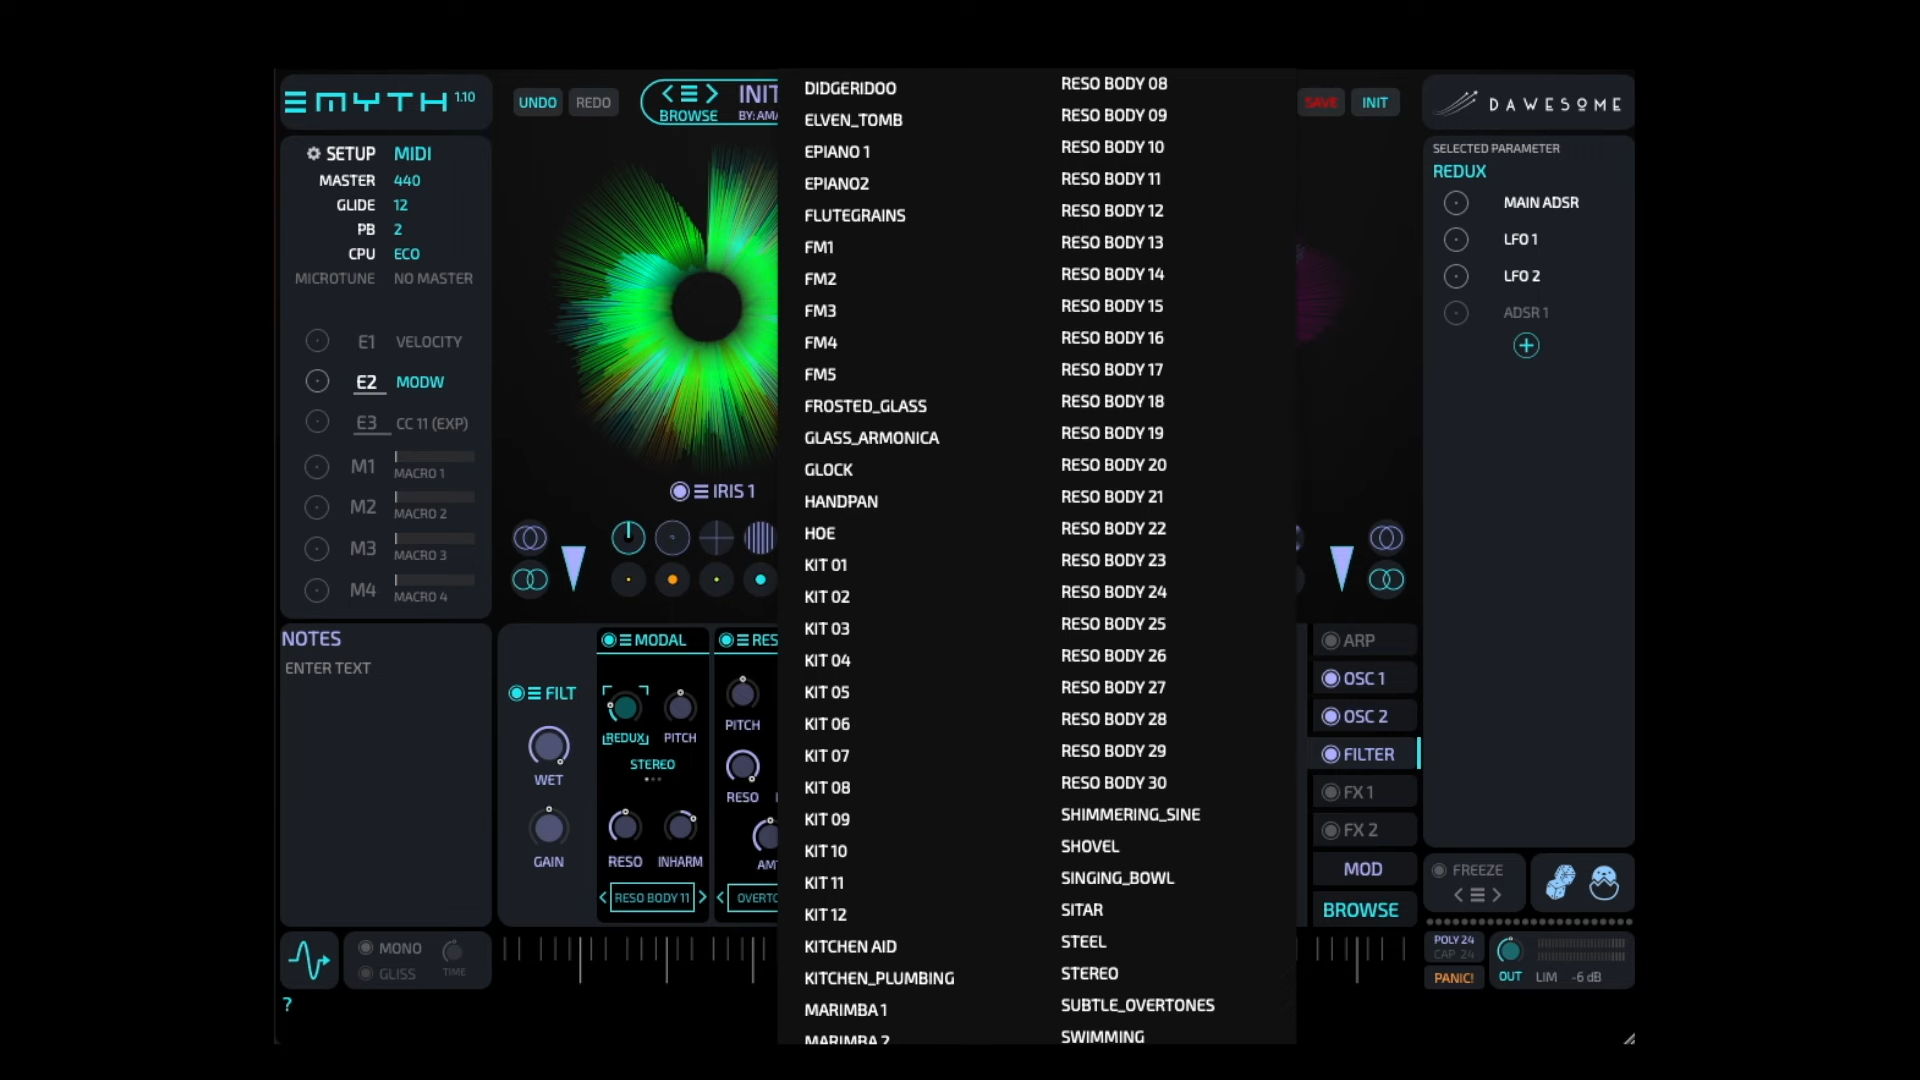 MYTH 1.10
UNDO
REDO
BROWSE
INIT
BY: AMA
SAVE
INIT
DAWESOME
SETUP MIDI
MASTER 440
GLIDE 12
PB 2
CPU ECO
MICROTUNE NO MASTER
E1 VELOCITY
E2 MODW
E3 CC 11 (EXP)
M1 MACRO 1
M2 MACRO 2
M3 MACRO 3
M4 MACRO 4
NOTES
ENTER TEXT
IRIS 1
FILT
WET
GAIN
MODAL
REDUX
PITCH
STEREO
RESO
INHARM
RESO BODY 11
RES
PITCH
RESO
AM
OVERTO
DIDGERIDOO
ELVEN_TOMB
EPIANO 1
EPIANO2
FLUTEGRAINS
FM1
FM2
FM3
FM4
FM5
FROSTED_GLASS
GLASS_ARMONICA
GLOCK
HANDPAN
HOE
KIT 01
KIT 02
KIT 03
KIT 04
KIT 05
KIT 06
KIT 07
KIT 08
KIT 09
KIT 10
KIT 11
KIT 12
KITCHEN AID
KITCHEN_PLUMBING
MARIMBA 1
MARIMBA 2
RESO BODY 08
RESO BODY 09
RESO BODY 10
RESO BODY 11
RESO BODY 12
RESO BODY 13
RESO BODY 14
RESO BODY 15
RESO BODY 16
RESO BODY 17
RESO BODY 18
RESO BODY 19
RESO BODY 20
RESO BODY 21
RESO BODY 22
RESO BODY 23
RESO BODY 24
RESO BODY 25
RESO BODY 26
RESO BODY 27
RESO BODY 28
RESO BODY 29
RESO BODY 30
SHIMMERING_SINE
SHOVEL
SINGING_BOWL
SITAR
STEEL
STEREO
SUBTLE_OVERTONES
SWIMMING
SELECTED PARAMETER
REDUX
MAIN ADSR
LFO 1
LFO 2
ADSR 1
ARP
OSC 1
OSC 2
FILTER
FX 1
FX 2
MOD
BROWSE
FREEZE
MONO
GLISS
TIME
POLY 24
CAP 24
PANIC!
OUT LIM -6 dB
?